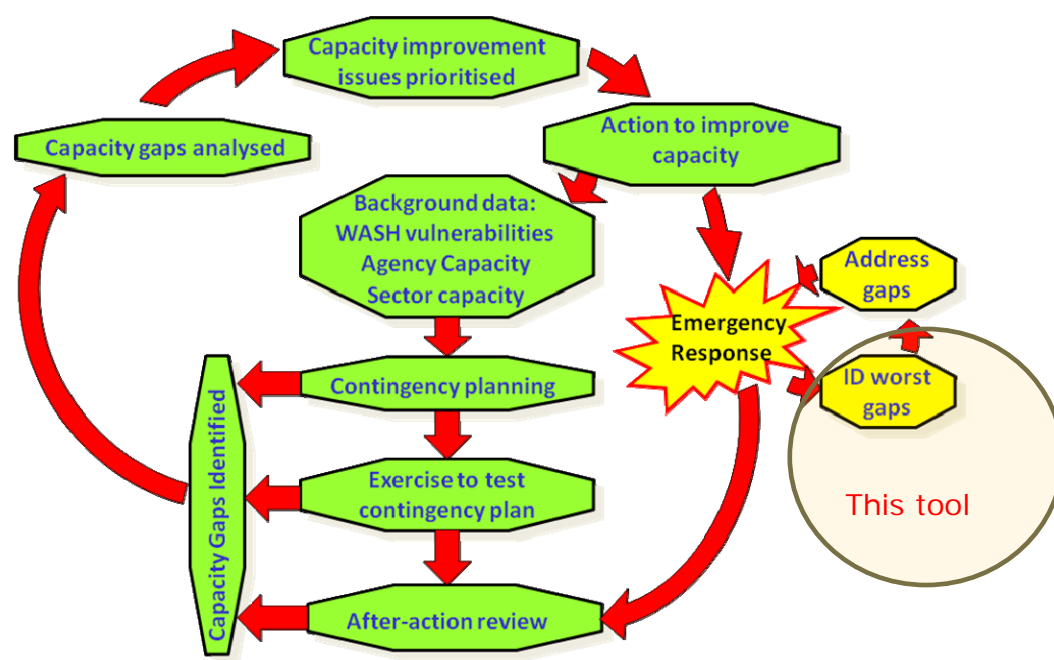 Capacity improvement
issues prioritised
Action to improve
capacity
Capacity gaps analysed
Background data:
WASH vulnerabilities
Agency Capacity
Sector capacity
Address
gaps
Emergency
Response
ID worst
gaps
Contingency planning
Capacity Gaps Identified
Exercise to test
contingency plan
This tool
After-action review